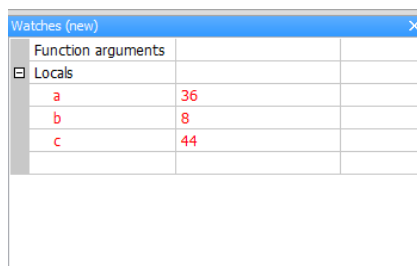 Watches (new)
Function arguments
Locals
a 36
b 8
c 44